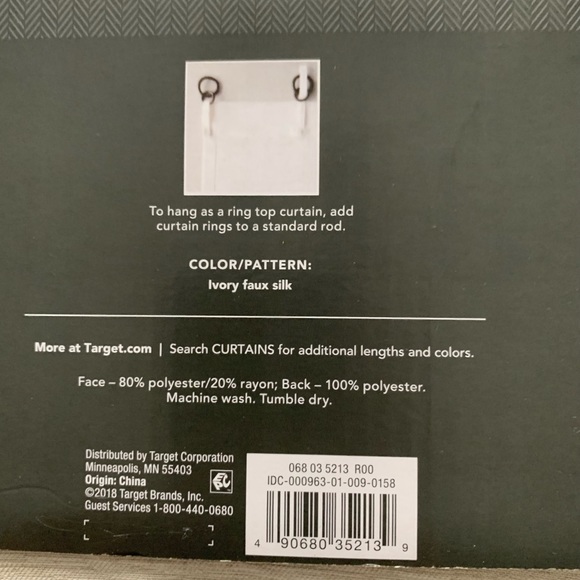 To hang as a ring top curtain, add
curtain rings to a standard rod.
COLOR/PATTERN:
Ivory faux silk
More at Target.com | Search CURTAINS for additional lengths and colors.
Face – 80% polyester/20% rayon; Back – 100% polyester.
Machine wash. Tumble dry.
Distributed by Target Corporation
Minneapolis, MN 55403
Origin: China
©2018 Target Brands, Inc.
Guest Services 1-800-440-0680
068 03 5213 R00
IDC-000963-01-009-0158
4 90680 35213 9